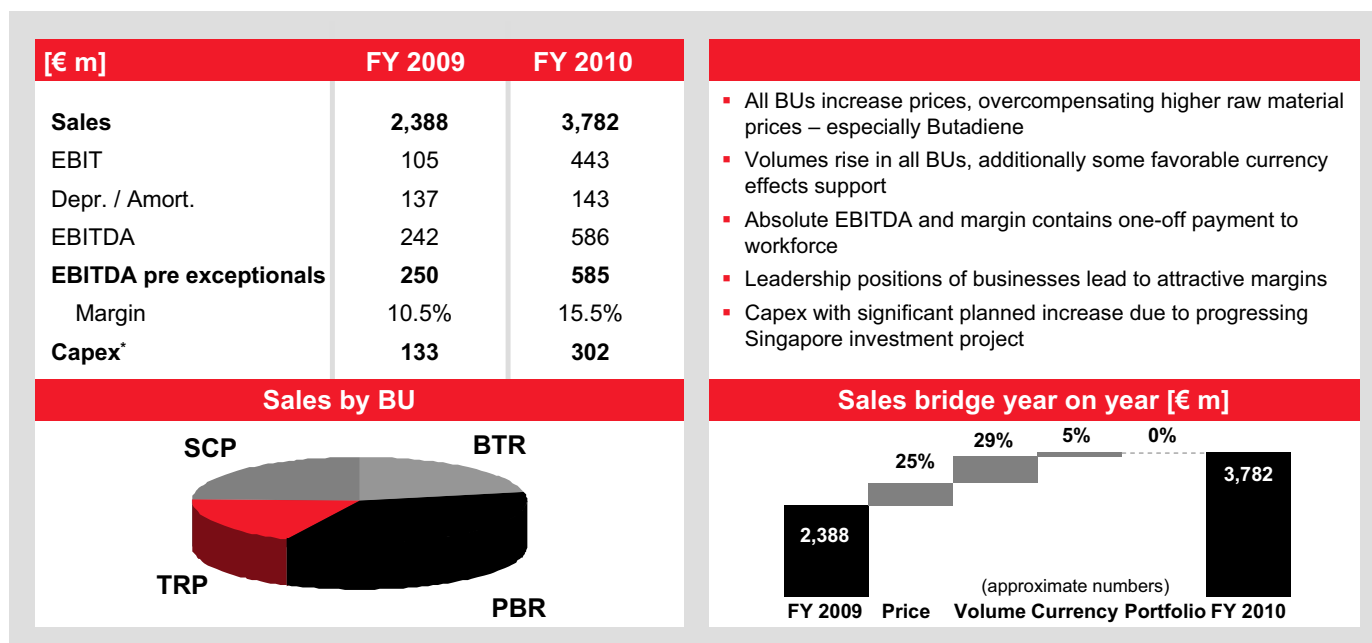 [€ m] FY 2009 FY 2010
Sales 2,388 3,782
EBIT 105 443
Depr. / Amort. 137 143
EBITDA 242 586
EBITDA pre exceptionals 250 585
Margin 10.5% 15.5%
Capex* 133 302
▪ All BUs increase prices, overcompensating higher raw material
prices – especially Butadiene
▪ Volumes rise in all BUs, additionally some favorable currency
effects support
▪ Absolute EBITDA and margin contains one-off payment to
workforce
▪ Leadership positions of businesses lead to attractive margins
▪ Capex with significant planned increase due to progressing
Singapore investment project
Sales by BU
SCP BTR
TRP PBR
Sales bridge year on year [€ m]
25% 29% 5% 0%
2,388 3,782
(approximate numbers)
FY 2009 Price Volume Currency Portfolio FY 2010